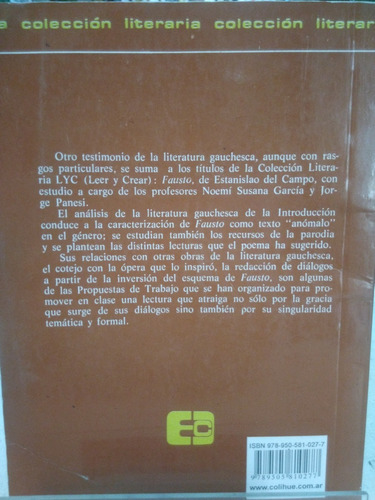 a colección literaria colección literar
Otro testimonio de la literatura gauchesca, aunque con ras-
gos particulares, se suma a los títulos de la Colección Litera-
ria LYC (Leer y Crear): Fausto, de Estanislao del Campo, con
estudio a cargo de los profesores Noemí Susana García y Jor-
ge Panesi.
El análisis de la literatura gauchesca de la Introducción
conduce a la caracterización de Fausto como texto "anómalo"
en el género; se estudian también los recursos de la parodia
y se plantean las distintas lecturas que el poema ha sugerido.
Sus relaciones con otras obras de la literatura gauchesca,
el cotejo con la ópera que lo inspiró, la redacción de diálogos
a partir de la inversión del esquema de Fausto, son algunas
de las Propuestas de Trabajo que se han organizado para pro-
mover en clase una lectura que atraiga no sólo por la gracia
que surge de sus diálogos sino también por su singularidad
temática y formal.
ISBN 978-950-581-027-7
9789505810277
www.colihue.com.ar